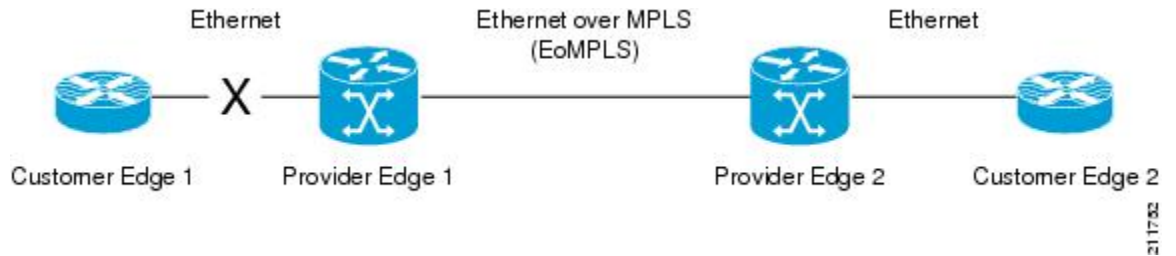 Ethernet
Ethernet over MPLS
(EoMPLS)
Ethernet
X
Customer Edge 1
Provider Edge 1
Provider Edge 2
Customer Edge 2
211752